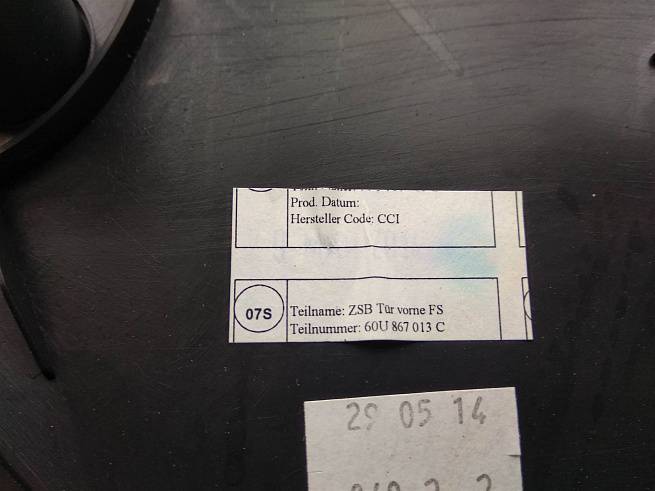 Prod. Datum:
Hersteller Code: CCI
07S
Teilname: ZSB Tür vorne FS
Teilnummer: 60U 867 013 C
29 05 14